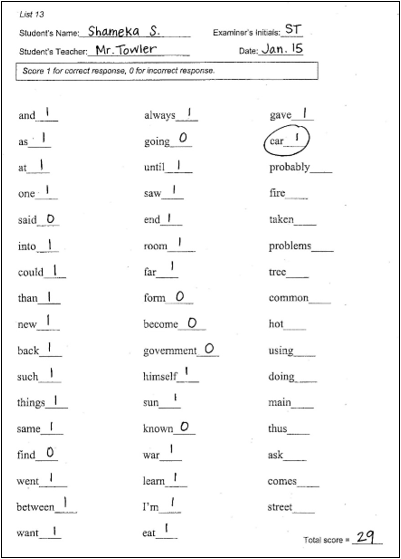 List 13
Student's Name: Shameka S.
Examiner's Initials: ST
Student's Teacher: Mr. Towler
Date: Jan. 15
Score 1 for correct response, 0 for incorrect response.
and 1
as 1
at 1
one 1
said 0
into 1
could 1
than 1
new 1
back 1
such 1
things 1
same 1
find 0
went 1
between 1
want 1
always 1
going 0
until 1
saw 1
end 1
room 1
far 1
form 0
become 0
government 0
himself 1
sun 1
known 0
war 1
learn 1
I'm 1
eat 1
gave 1
car 1
probably
fire
taken
problems
tree
common
hot
using
doing
main
thus
ask
comes
street
Total score = 29